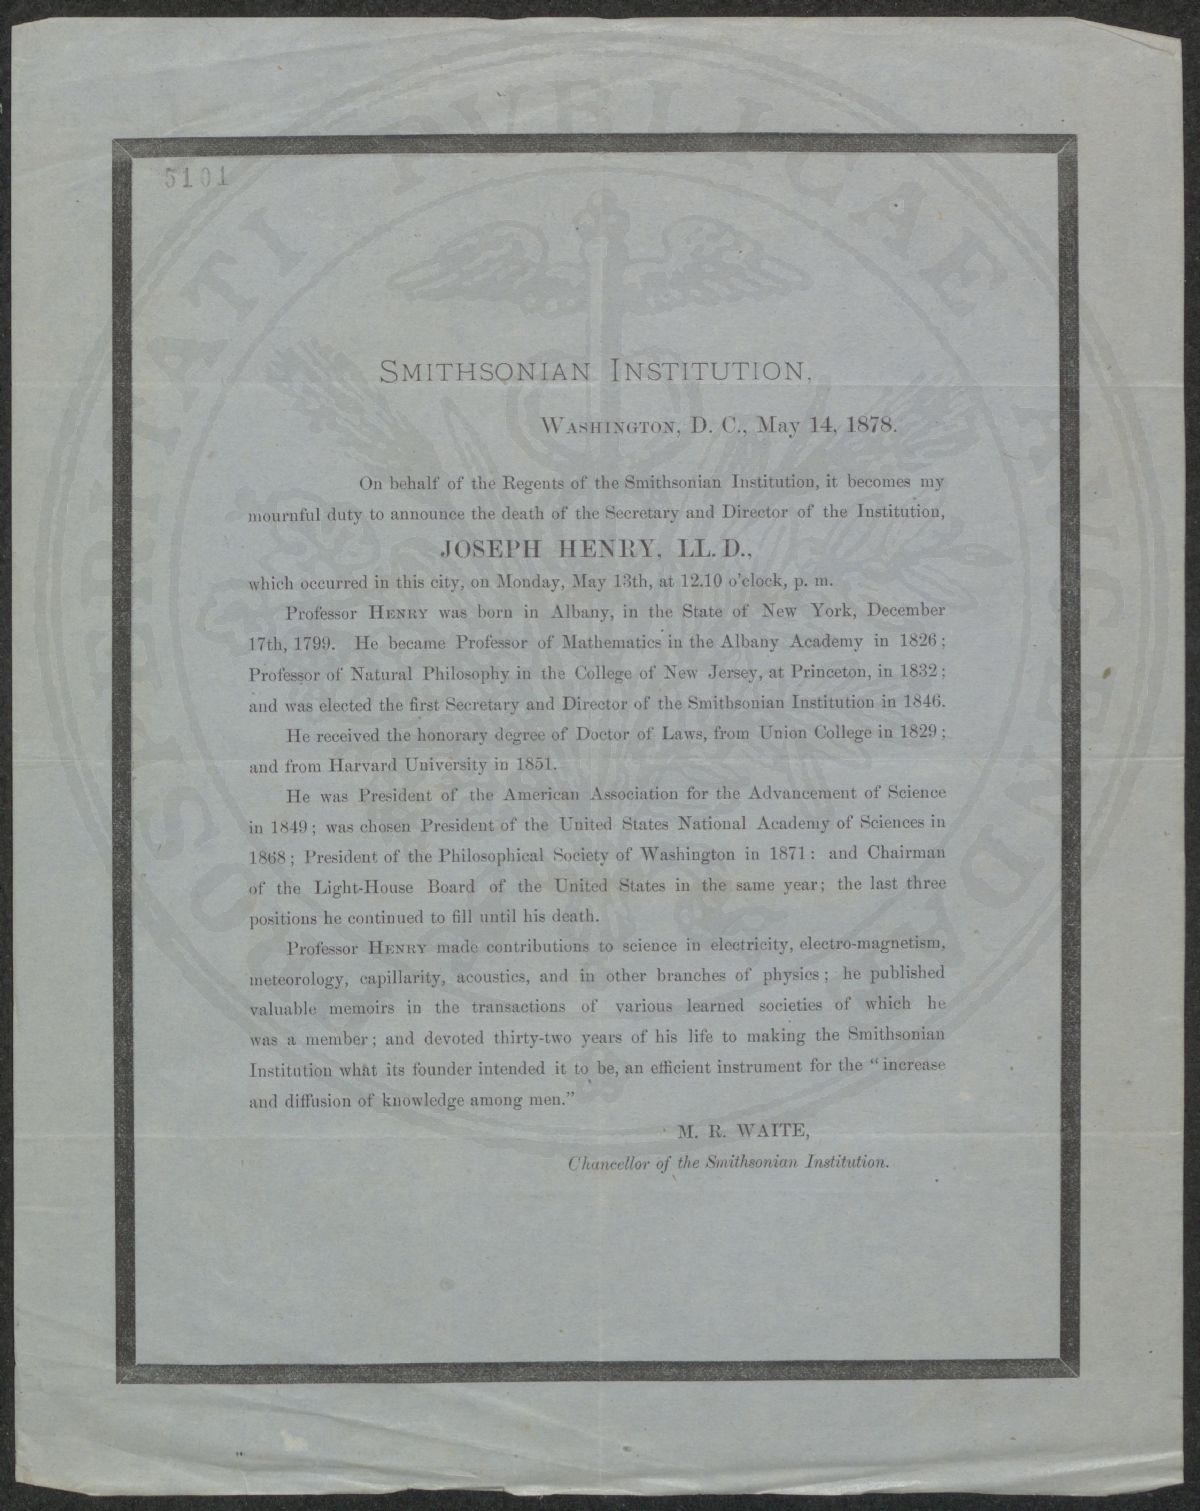 5101
SMITHSONIAN INSTITUTION,
WASHINGTON, D. C., May 14, 1878.
On behalf of the Regents of the Smithsonian Institution, it becomes my
mournful duty to announce the death of the Secretary and Director of the Institution,
JOSEPH HENRY, LL. D.,
which occurred in this city, on Monday, May 13th, at 12.10 o'clock, p. m.
Professor HENRY was born in Albany, in the State of New York, December
17th, 1799. He became Professor of Mathematics in the Albany Academy in 1826;
Professor of Natural Philosophy in the College of New Jersey, at Princeton, in 1832;
and was elected the first Secretary and Director of the Smithsonian Institution in 1846.
He received the honorary degree of Doctor of Laws, from Union College in 1829;
and from Harvard University in 1851.
He was President of the American Association for the Advancement of Science
in 1849; was chosen President of the United States National Academy of Sciences in
1868; President of the Philosophical Society of Washington in 1871: and Chairman
of the Light-House Board of the United States in the same year; the last three
positions he continued to fill until his death.
Professor HENRY made contributions to science in electricity, electro-magnetism,
meteorology, capillarity, acoustics, and in other branches of physics; he published
valuable memoirs in the transactions of various learned societies of which he
was a member; and devoted thirty-two years of his life to making the Smithsonian
Institution what its founder intended it to be, an efficient instrument for the "increase
and diffusion of knowledge among men."
M. R. WAITE,
Chancellor of the Smithsonian Institution.